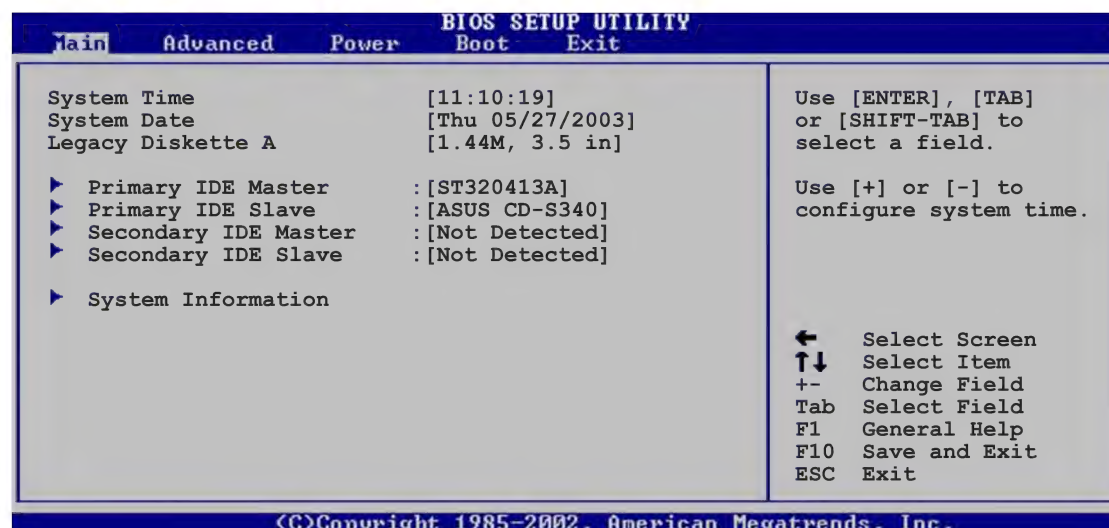 BIOS SETUP UTILITY
Main Advanced Power Boot Exit
System Time [11:10:19]
System Date [Thu 05/27/2003]
Legacy Diskette A [1.44M, 3.5 in]
Primary IDE Master :[ST320413A]
Primary IDE Slave :[ASUS CD-S340]
Secondary IDE Master :[Not Detected]
Secondary IDE Slave :[Not Detected]
System Information
Use [ENTER], [TAB]
or [SHIFT-TAB] to
select a field.
Use [+] or [-] to
configure system time.
← Select Screen
↑↓ Select Item
+- Change Field
Tab Select Field
F1 General Help
F10 Save and Exit
ESC Exit
(C)Copyright 1985-2002, American Megatrends, Inc.